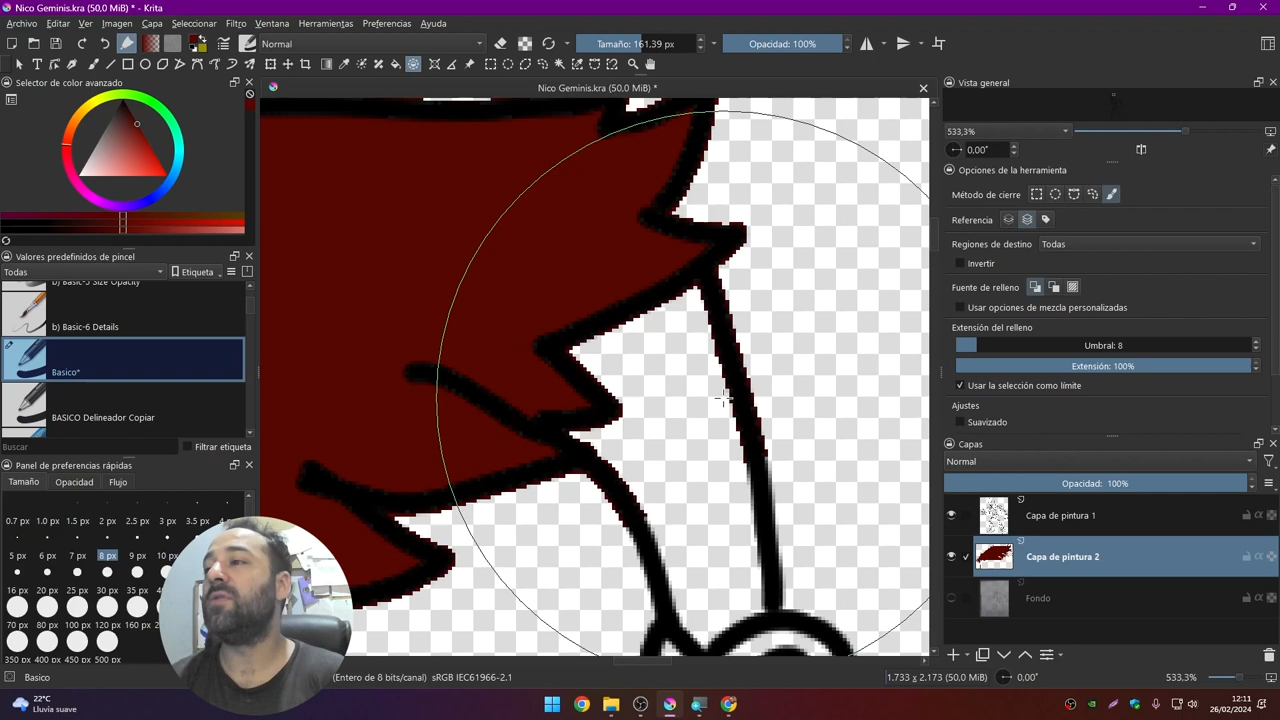 Nico Geminis.kra (50,0 MiB) * - Krita
Archivo Editar Ver Imagen Capa Seleccionar Filtro Ventana Herramientas Preferencias Ayuda
Normal
Tamaño: 161,39 px
Opacidad: 100%
Selector de color avanzado
Nico Geminis.kra (50,0 MiB) *
Vista general
533,3%
0,00°
Opciones de la herramienta
Método de cierre
Referencia
Regiones de destino Todas
Invertir
Fuente de relleno
Usar opciones de mezcla personalizadas
Extensión del relleno
Umbral: 8
Extensión: 100%
Usar la selección como límite
Ajustes
Suavizado
Valores predefinidos de pincel
Todas
Etiqueta
b) Basic-5 Size Opacity
b) Basic-6 Details
Basico*
BASICO Delineador Copiar
Buscar
Filtrar etiqueta
Panel de preferencias rápidas
Tamaño Opacidad Flujo
0.7 px 1.0 px 1.5 px 2 px 3 px 4 px
5 px 6 px 7 px 8 px 9 px 10 px
16 px 20 px 25 px 30 px
70 px 80 px 100 px 120 px 160 px
350 px 400 px 450 px 500 px
Capas
Normal
Opacidad: 100%
Capa de pintura 1
Capa de pintura 2
Fondo
Basico
(Entero de 8 bits/canal) sRGB IEC61966-2.1
1.733 x 2.173 (50,0 MiB)
0,00°
533,3%
22°C
Lluvia suave
12:11
26/02/2024